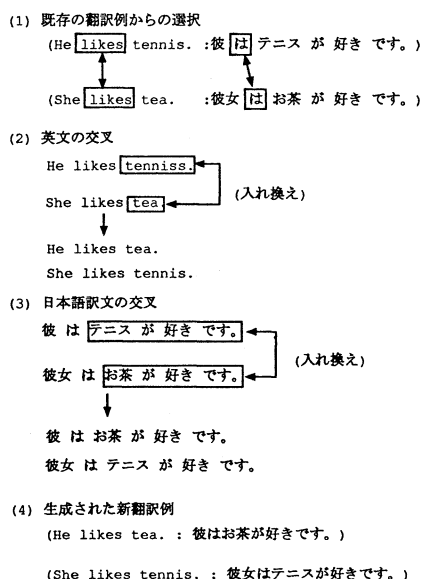 (1) 既存の翻訳例からの選択
(He likes tennis. :彼 は テニス が 好き です。)
(She likes tea. :彼女 は お茶 が 好き です。)
(2) 英文の交叉
He likes tenniss.
She likes tea.
(入れ換え)
He likes tea.
She likes tennis.
(3) 日本語訳文の交叉
彼 は テニス が 好き です。
彼女 は お茶 が 好き です。
(入れ換え)
彼 は お茶 が 好き です。
彼女 は テニス が 好き です。
(4) 生成された新翻訳例
(He likes tea. : 彼はお茶が好きです。)
(She likes tennis. : 彼女はテニスが好きです。)